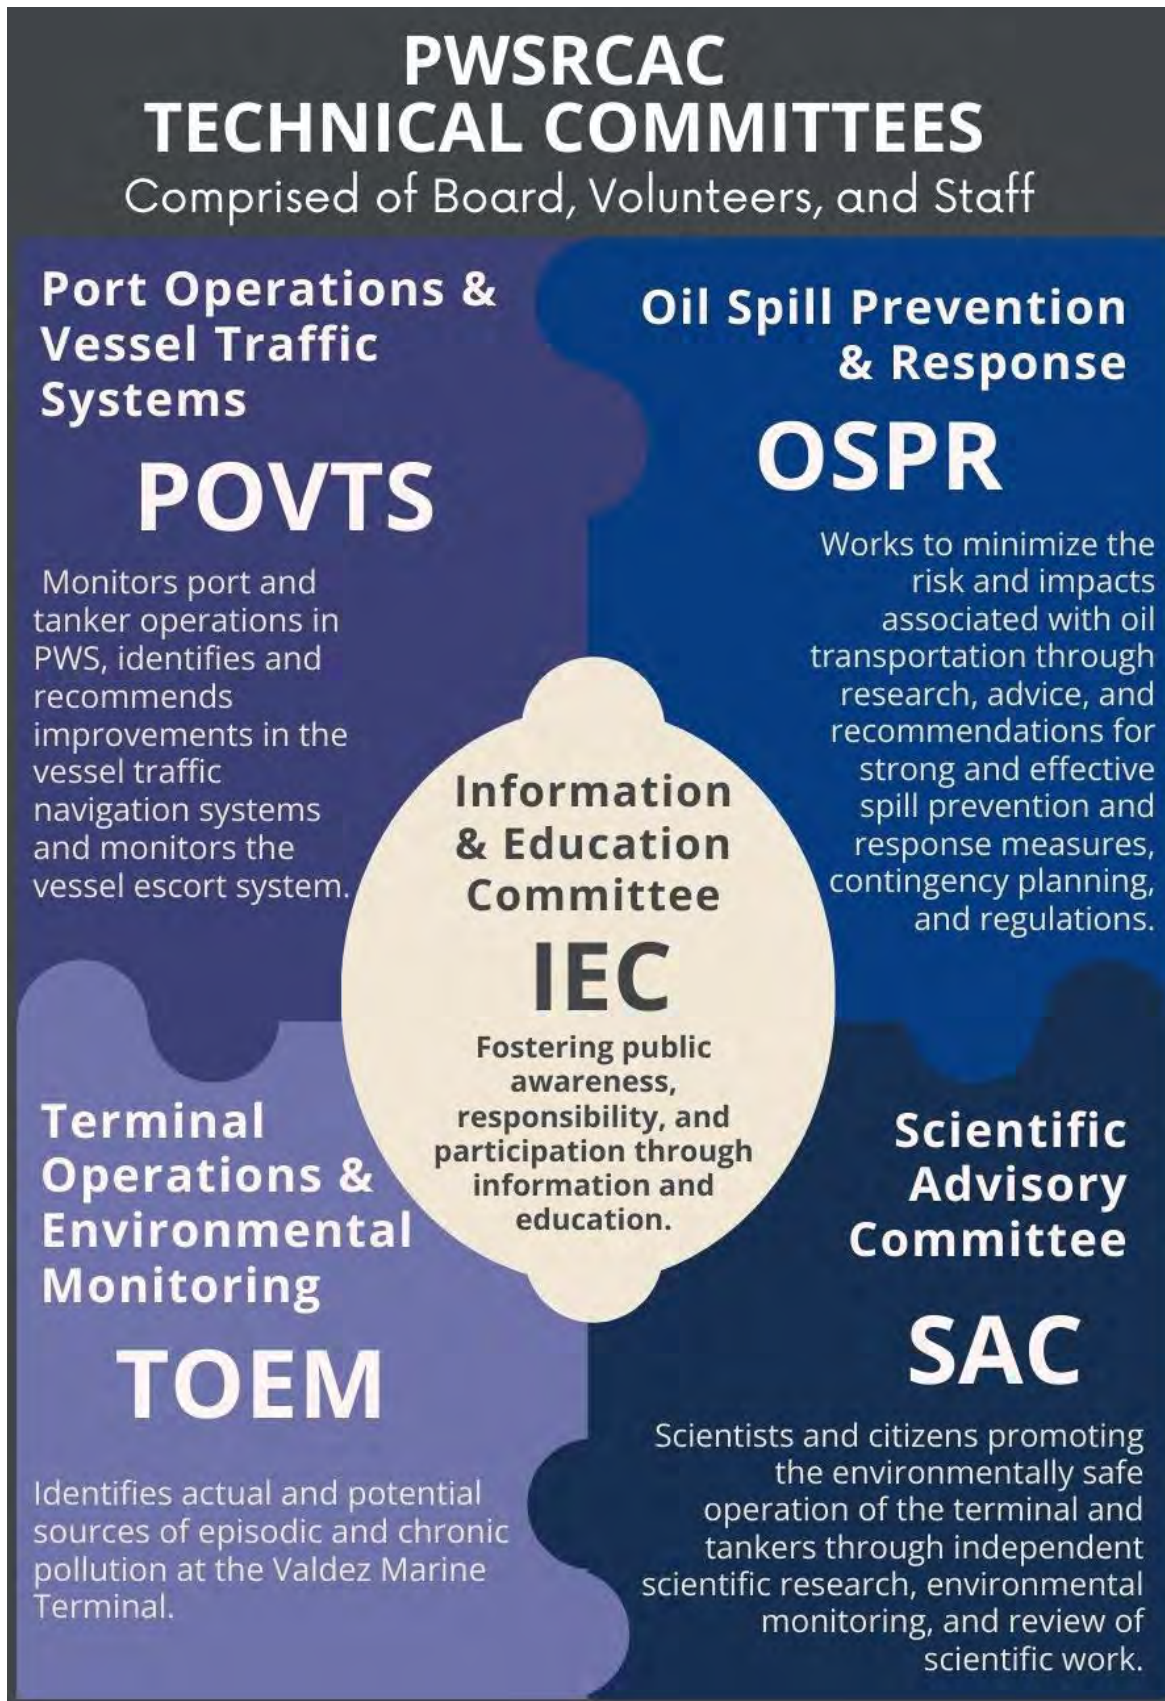 PWSRCAC
TECHNICAL COMMITTEES
Comprised of Board, Volunteers, and Staff
Port Operations &
Vessel Traffic
Systems
POVTS
Monitors port and
tanker operations in
PWS, identifies and
recommends
improvements in the
vessel traffic
navigation systems
and monitors the
vessel escort system.
Oil Spill Prevention
& Response
OSPR
Works to minimize the
risk and impacts
associated with oil
transportation through
research, advice, and
recommendations for
strong and effective
spill prevention and
response measures,
contingency planning,
and regulations.
Information
& Education
Committee
IEC
Fostering public
awareness,
responsibility, and
participation through
information and
education.
Terminal
Operations &
Environmental
Monitoring
TOEM
Identifies actual and potential
sources of episodic and chronic
pollution at the Valdez Marine
Terminal.
Scientific
Advisory
Committee
SAC
Scientists and citizens promoting
the environmentally safe
operation of the terminal and
tankers through independent
scientific research, environmental
monitoring, and review of
scientific work.